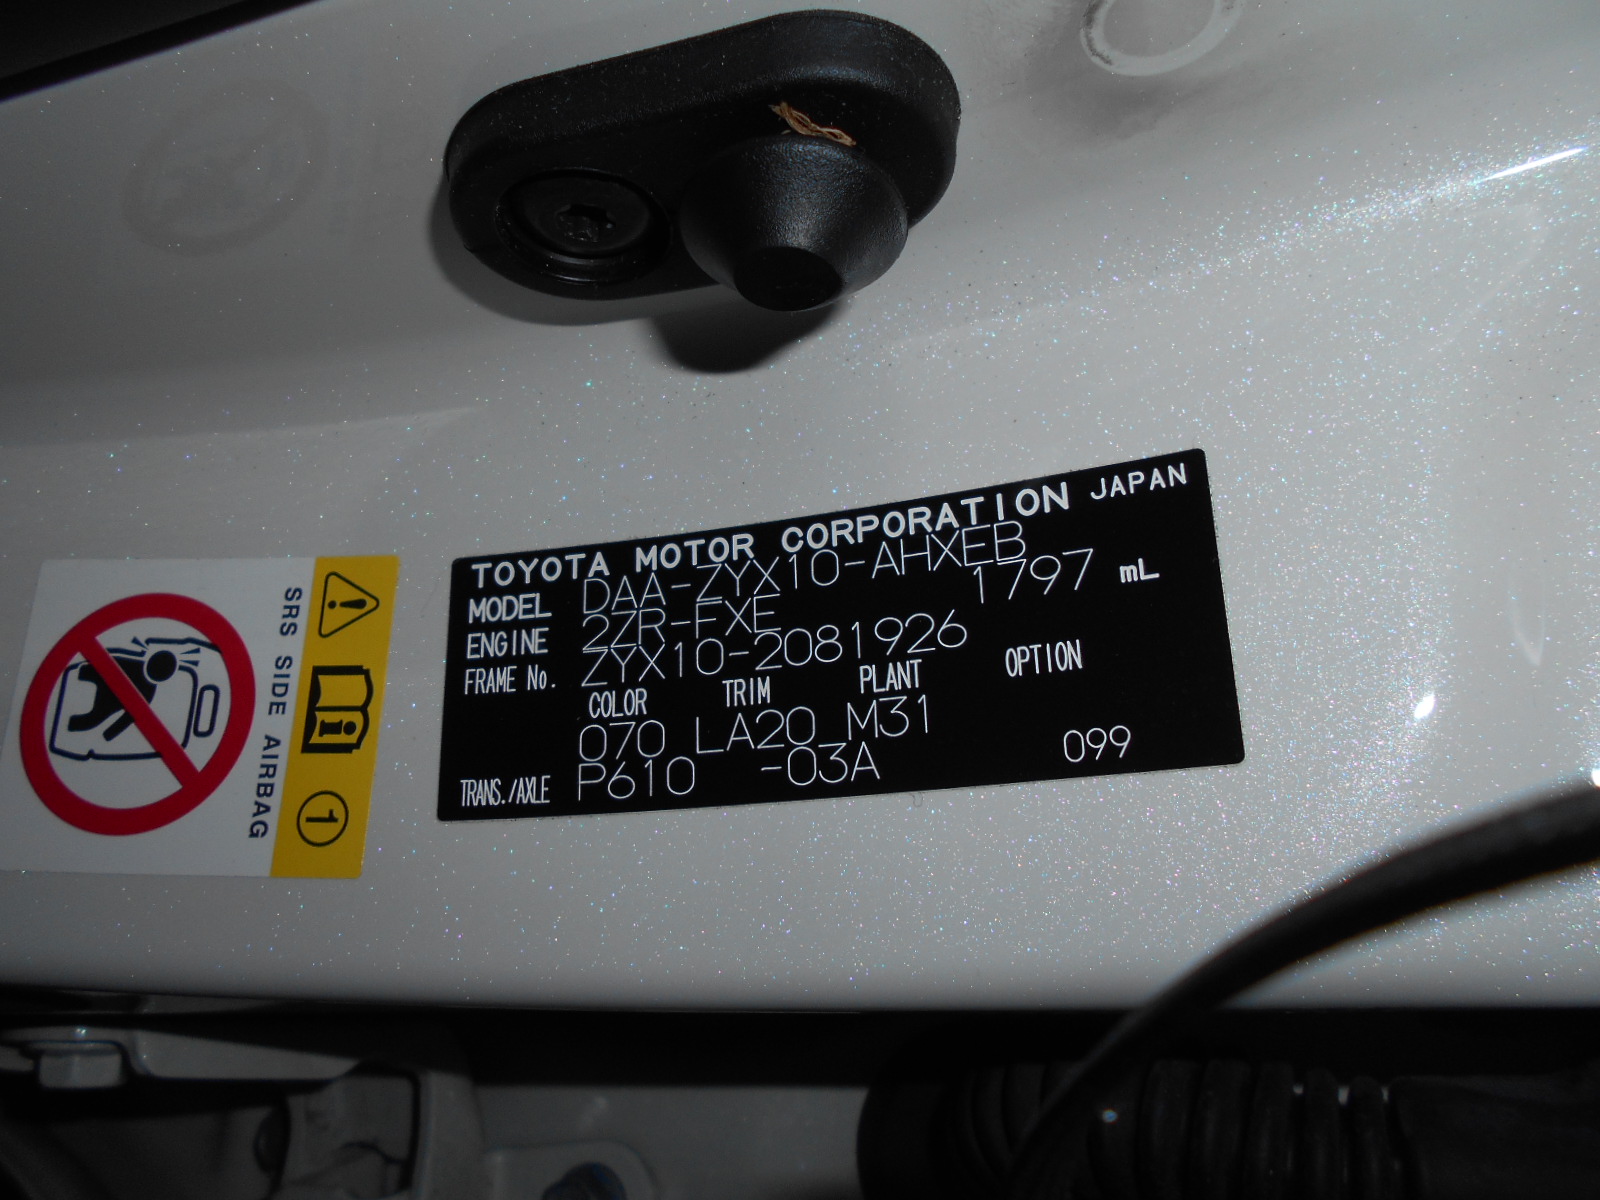 TOYOTA MOTOR CORPORATION JAPAN
MODEL DAA-ZYX10-AHXEB
ENGINE 2ZR-FXE 1797 mL
FRAME No. ZYX10-2081926
COLOR TRIM PLANT OPTION
070 LA20 M31
TRANS./AXLE P610 -03A 099
SRS SIDE AIRBAG
1